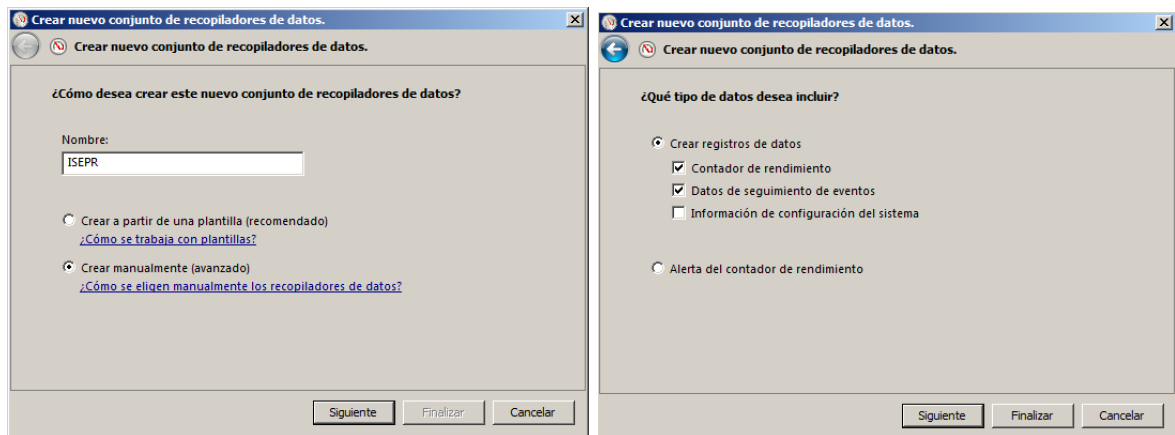 Crear nuevo conjunto de recopiladores de datos.
Crear nuevo conjunto de recopiladores de datos.
¿Cómo desea crear este nuevo conjunto de recopiladores de datos?
Nombre:
ISEPR
Crear a partir de una plantilla (recomendado)
¿Cómo se trabaja con plantillas?
Crear manualmente (avanzado)
¿Cómo se eligen manualmente los recopiladores de datos?
Siguiente
Finalizar
Cancelar
Crear nuevo conjunto de recopiladores de datos.
Crear nuevo conjunto de recopiladores de datos.
¿Qué tipo de datos desea incluir?
Crear registros de datos
Contador de rendimiento
Datos de seguimiento de eventos
Información de configuración del sistema
Alerta del contador de rendimiento
Siguiente
Finalizar
Cancelar